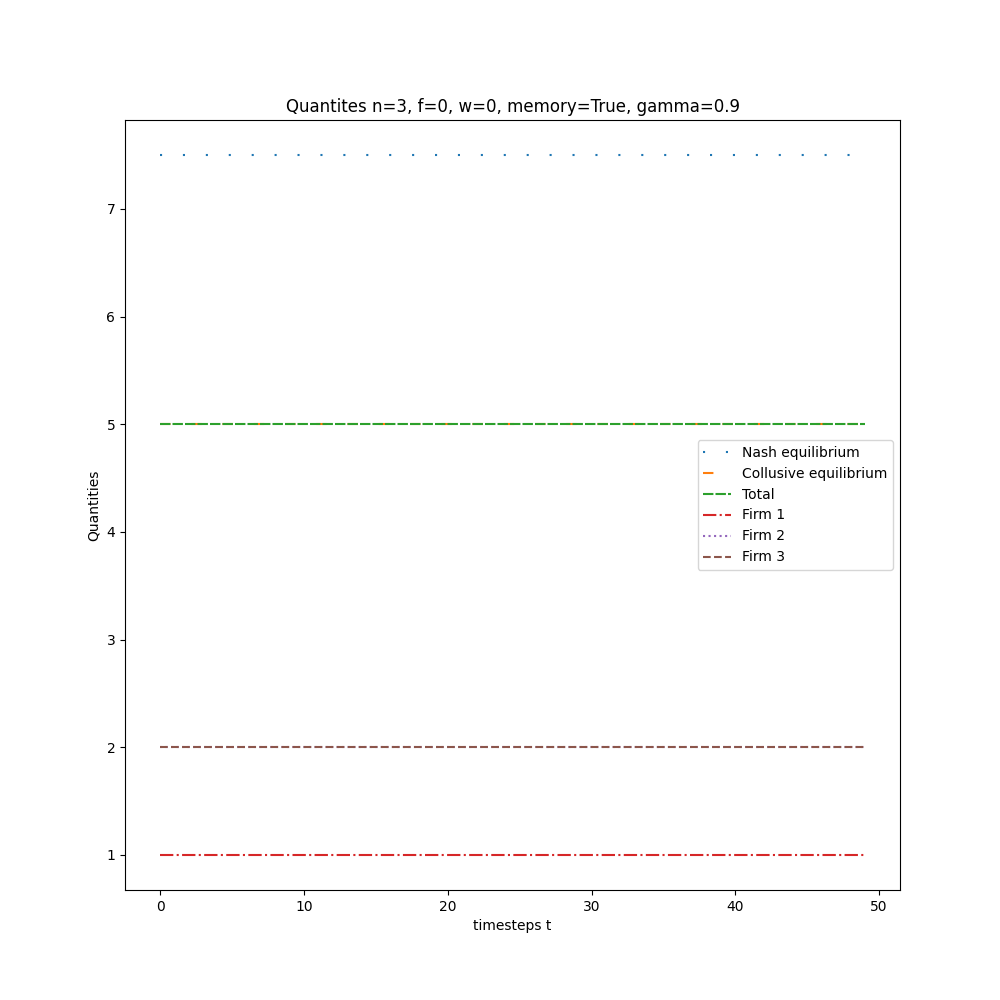 Quantites n=3, f=0, w=0, memory=True, gamma=0.9
7
6
5
4
3
2
1
Quantities
Nash equilibrium
Collusive equilibrium
Total
Firm 1
Firm 2
Firm 3
0 10 20 30 40 50
timesteps t